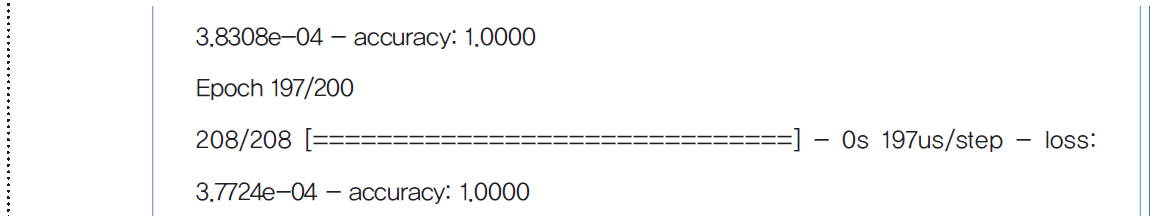 3.8308e-04 - accuracy: 1.0000
Epoch 197/200
208/208 [==============================] - 0s 197us/step - loss:
3.7724e-04 - accuracy: 1.0000